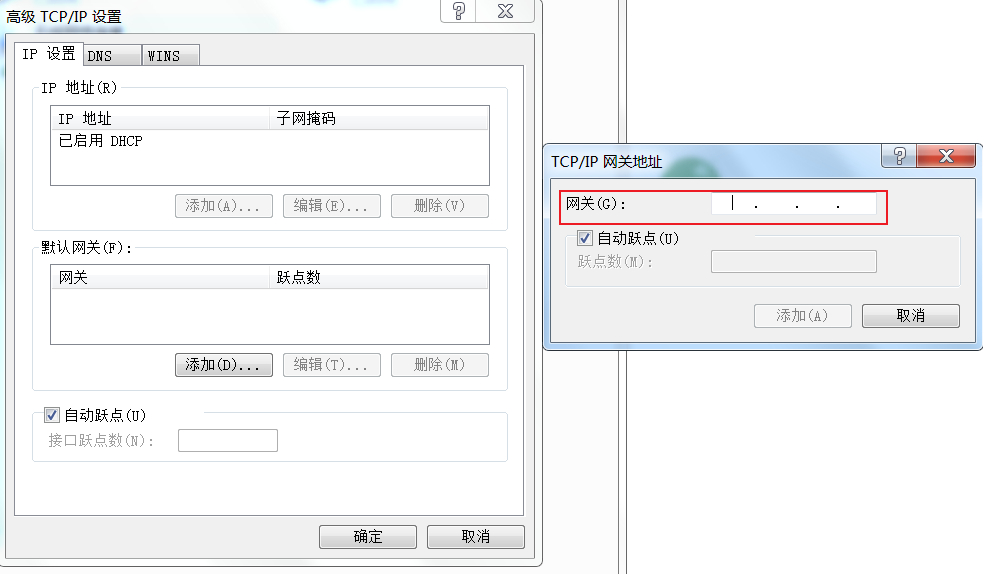 高级 TCP/IP 设置
IP 设置 DNS WINS
IP 地址(R)
IP 地址 子网掩码
已启用 DHCP
添加(A)... 编辑(E)... 删除(V)
默认网关(F):
网关 跃点数
添加(D)... 编辑(T)... 删除(M)
自动跃点(U)
接口跃点数(N):
确定 取消
TCP/IP 网关地址
网关(G): . . .
自动跃点(U)
跃点数(M):
添加(A) 取消